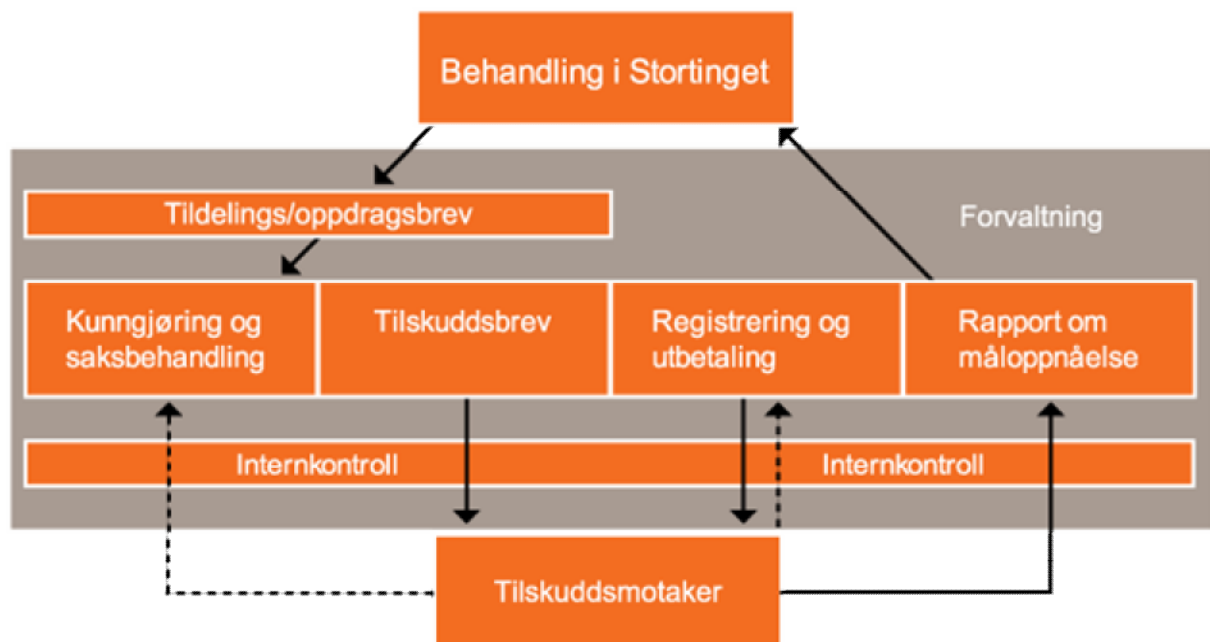 Behandling i Stortinget
Tildelings/oppdragsbrev
Forvaltning
Kunngjøring og
saksbehandling
Tilskuddsbrev
Registrering og
utbetaling
Rapport om
måloppnåelse
Internkontroll
Internkontroll
Tilskuddsmotaker